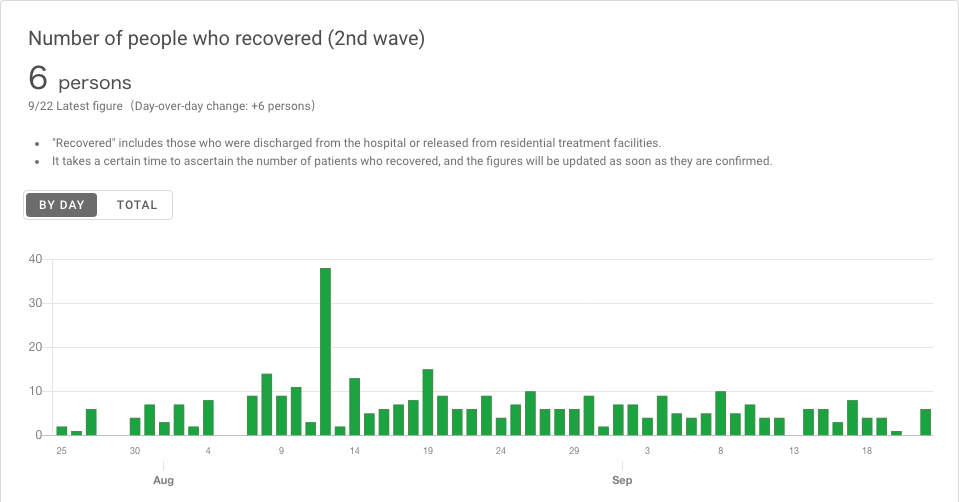 Number of people who recovered (2nd wave)
6 persons
9/22 Latest figure（Day-over-day change: +6 persons）
• "Recovered" includes those who were discharged from the hospital or released from residential treatment facilities.
• It takes a certain time to ascertain the number of patients who recovered, and the figures will be updated as soon as they are confirmed.
BY DAY TOTAL
40
30
20
10
0
25 30 4 9 14 19 24 29 3 8 13 18
Aug Sep